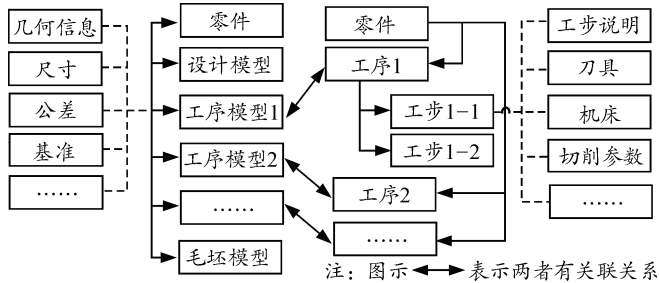 几何信息
尺寸
公差
基准
……
零件
设计模型
工序模型1
工序模型2
……
毛坯模型
零件
工序1
工步1-1
工步1-2
工序2
……
工步说明
刀具
机床
切削参数
……
注：图示 表示两者有关联关系